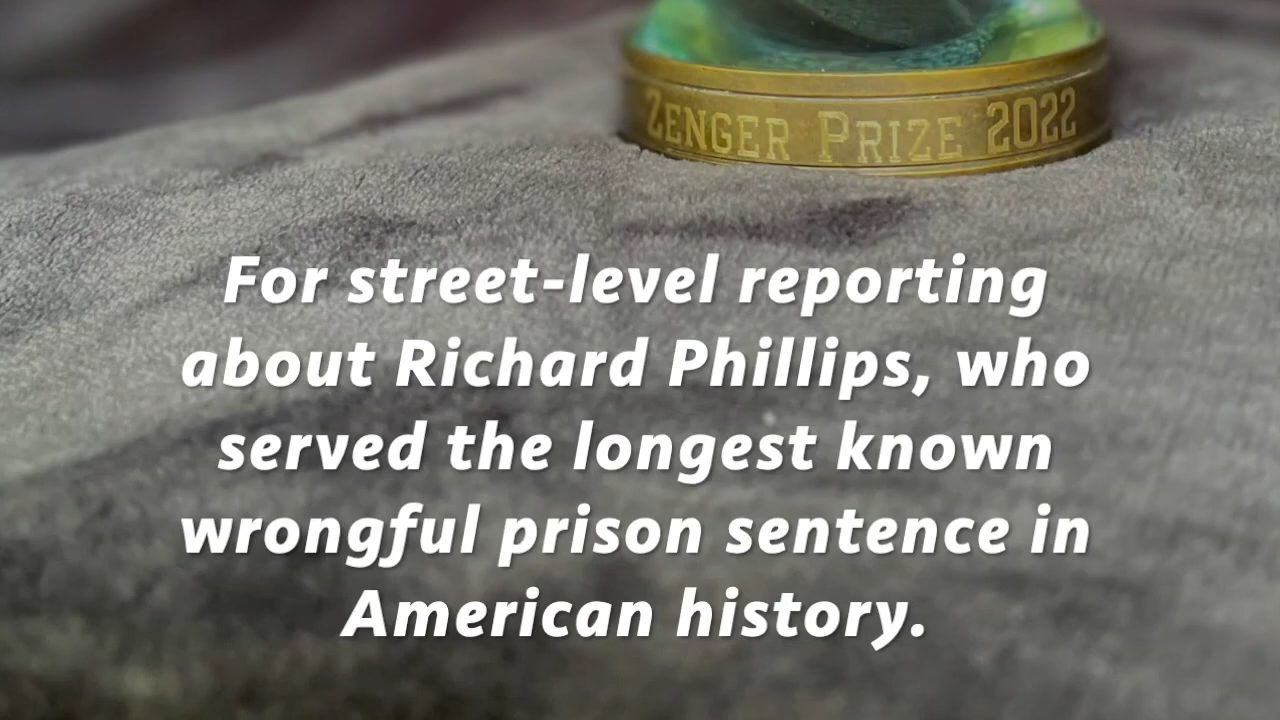 ZENGER PRIZE 2022
For street-level reporting
about Richard Phillips, who
served the longest known
wrongful prison sentence in
American history.